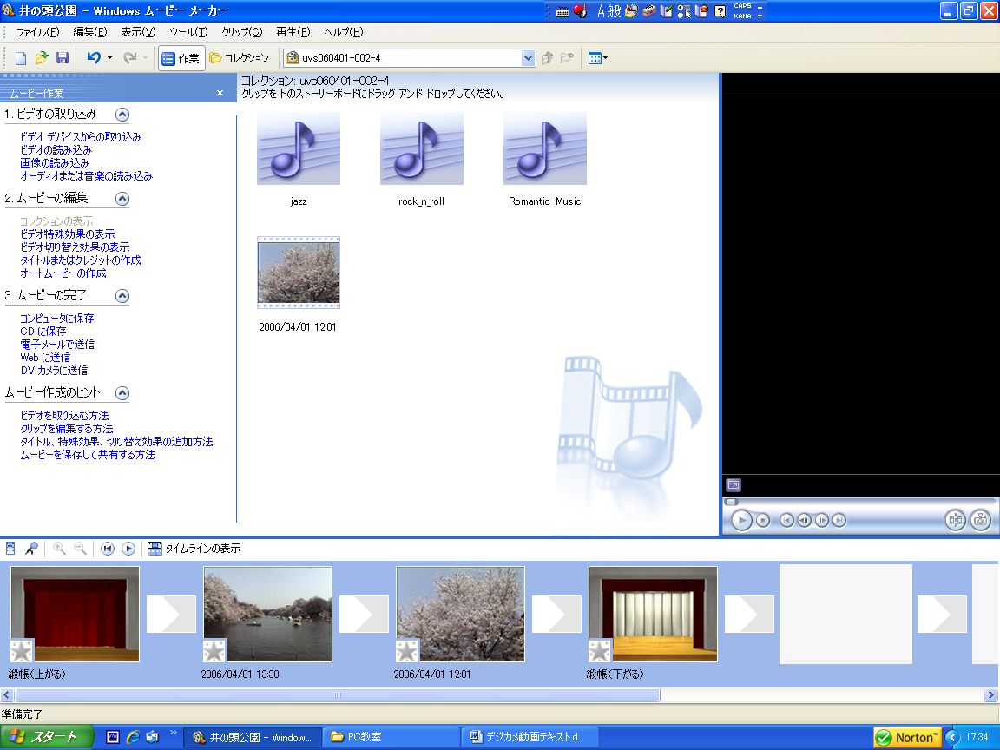 井の頭公園 - Windows ムービー メーカー
A 般
CAPS
KANA
ファイル(F) 編集(E) 表示(V) ツール(T) クリップ(C) 再生(P) ヘルプ(H)
作業 コレクション uvs060401-002-4
ムービー作業
1. ビデオの取り込み
ビデオ デバイスからの取り込み
ビデオの読み込み
画像の読み込み
オーディオまたは音楽の読み込み
2. ムービーの編集
コレクションの表示
ビデオ特殊効果の表示
ビデオ切り替え効果の表示
タイトルまたはクレジットの作成
オートムービーの作成
3. ムービーの完了
コンピュータに保存
CD に保存
電子メールで送信
Web に送信
DV カメラに送信
ムービー作成のヒント
ビデオを取り込む方法
クリップを編集する方法
タイトル、特殊効果、切り替え効果の追加方法
ムービーを保存して共有する方法
コレクション: uvs060401-002-4
クリップを下のストーリーボードにドラッグ アンド ドロップしてください。
jazz
rock_n_roll
Romantic-Music
2006/04/01 12:01
タイムラインの表示
緞帳(上がる)
2006/04/01 13:38
2006/04/01 12:01
緞帳(下がる)
準備完了
スタート
井の頭公園 - Window...
PC教室
デジカメ動画テキスト.d...
Norton™
17:34